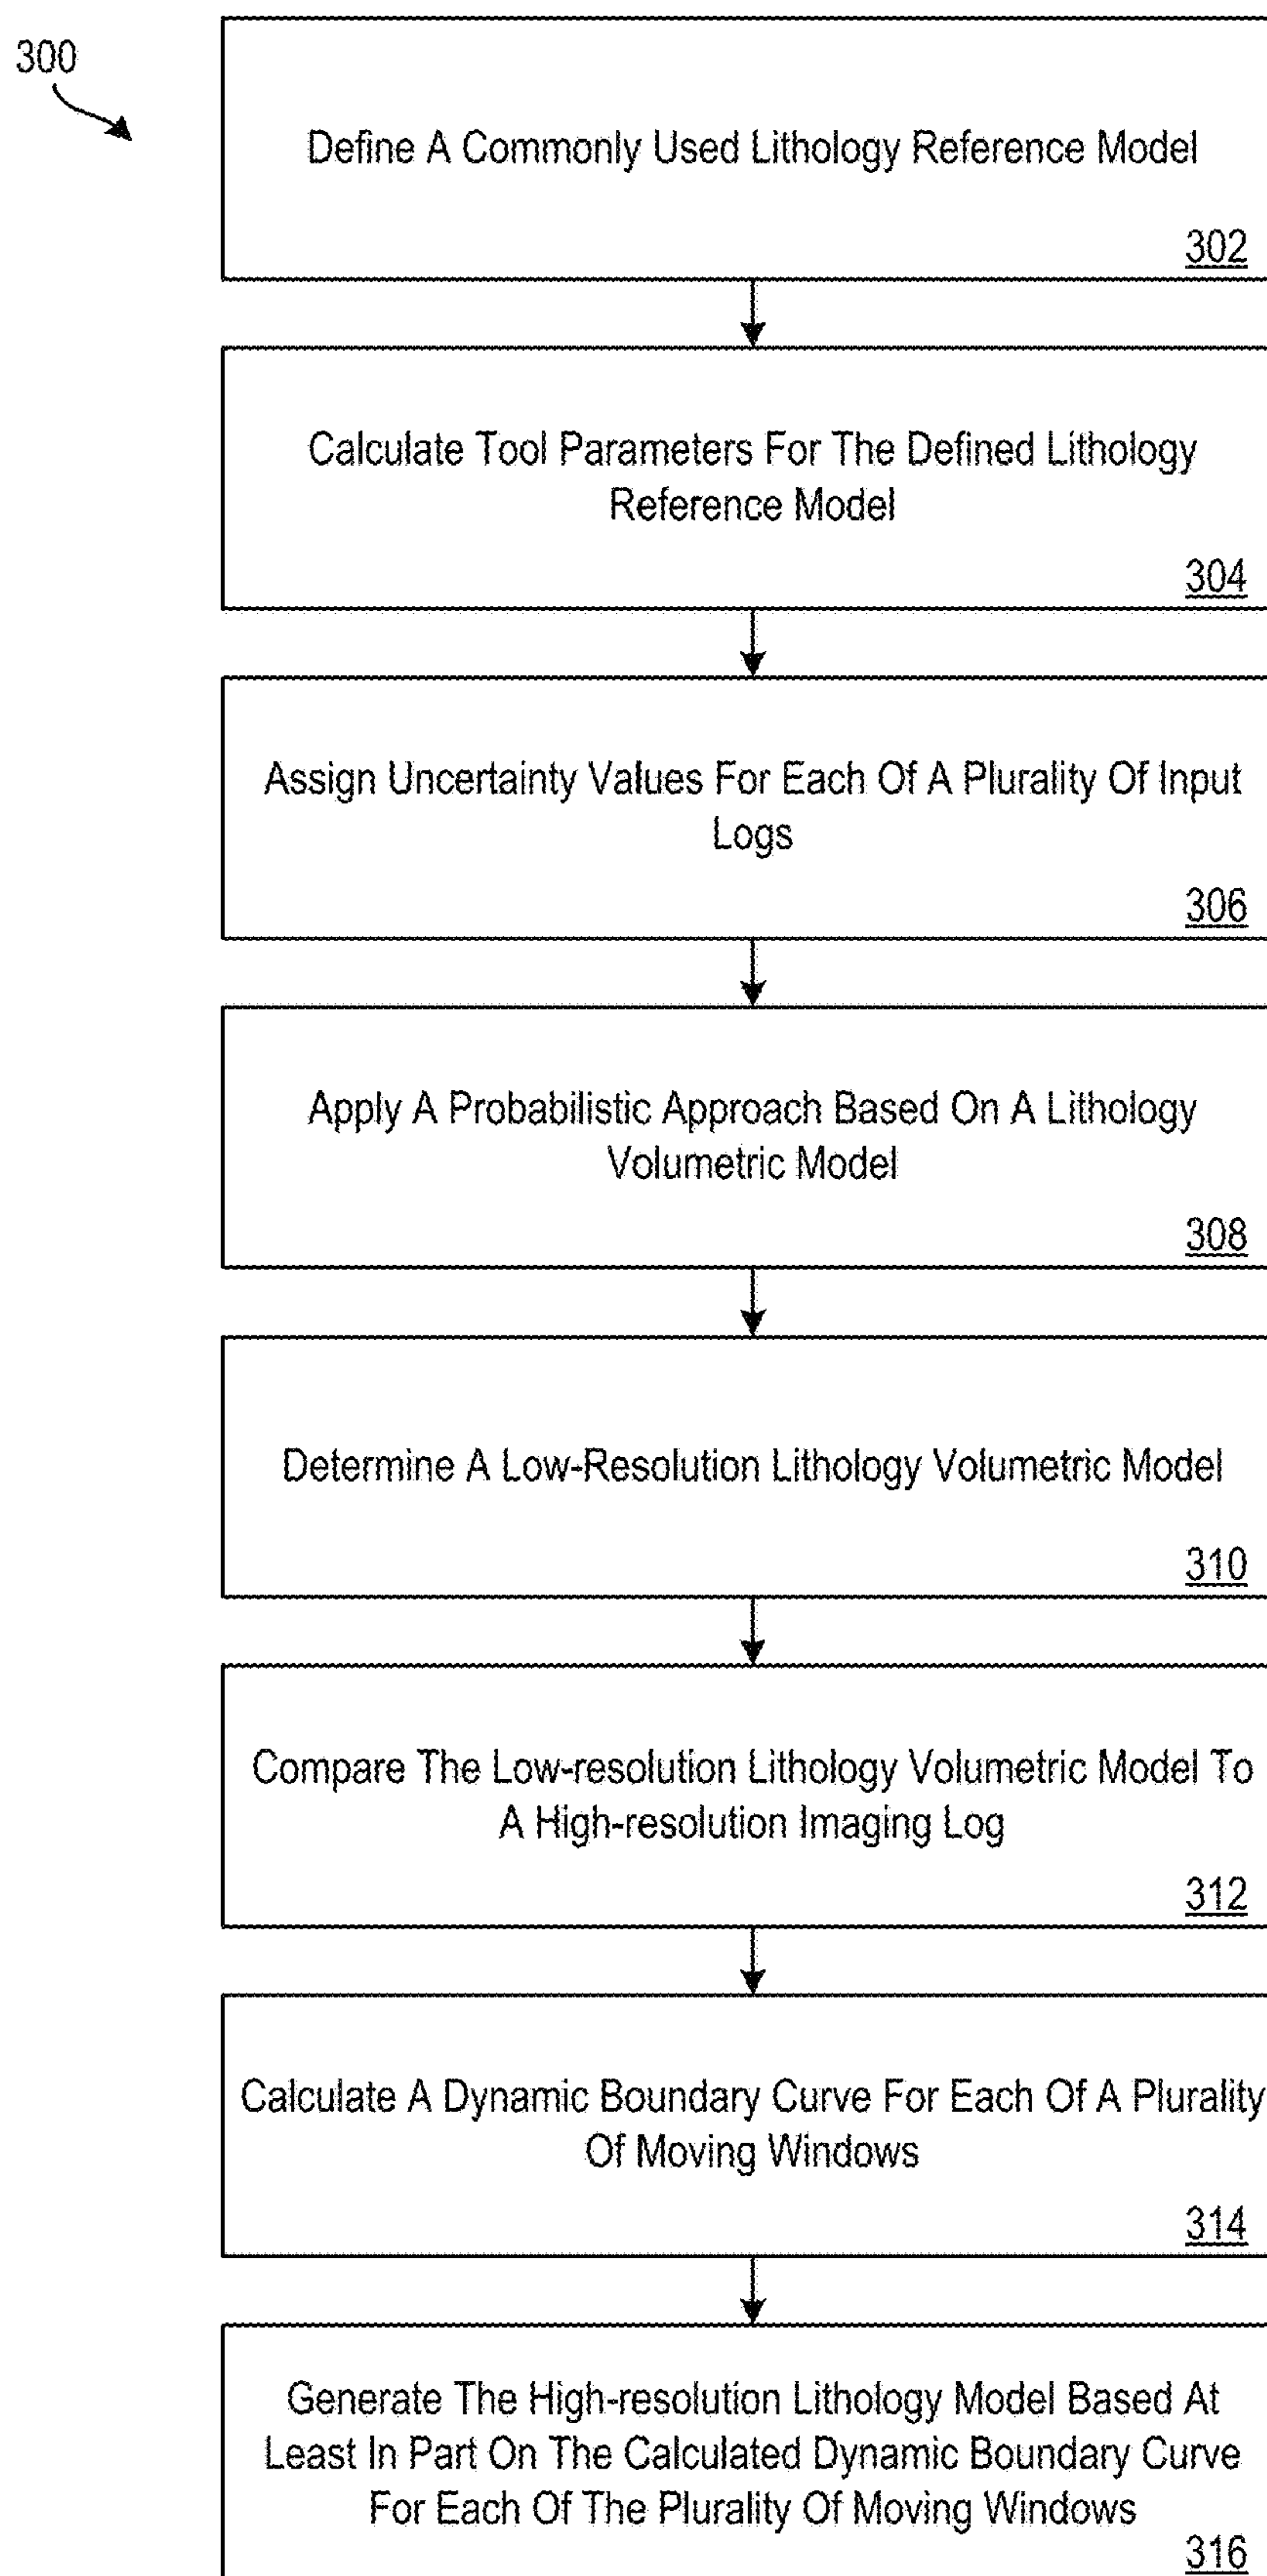 300
Define A Commonly Used Lithology Reference Model
302
Calculate Tool Parameters For The Defined Lithology
Reference Model
304
Assign Uncertainty Values For Each Of A Plurality Of Input
Logs
306
Apply A Probabilistic Approach Based On A Lithology
Volumetric Model
308
Determine A Low-Resolution Lithology Volumetric Model
310
Compare The Low-resolution Lithology Volumetric Model To
A High-resolution Imaging Log
312
Calculate A Dynamic Boundary Curve For Each Of A Plurality
Of Moving Windows
314
Generate The High-resolution Lithology Model Based At
Least In Part On The Calculated Dynamic Boundary Curve
For Each Of The Plurality Of Moving Windows
316